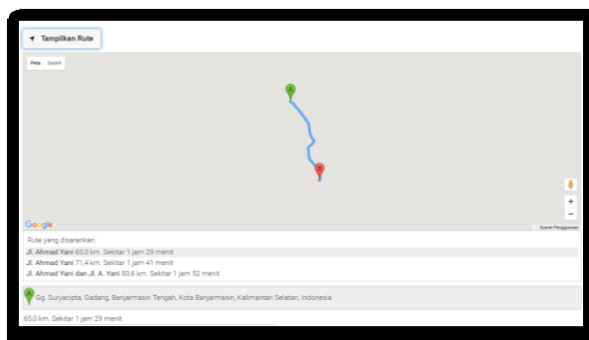 Tampilkan Rute
Peta Satelit
A
B
Google
Syarat Penggunaan
Rute yang disarankan:
Jl. Ahmad Yani 65,0 km. Sekitar 1 jam 29 menit
Jl. Ahmad Yani 71,4 km. Sekitar 1 jam 41 menit
Jl. Ahmad Yani dan Jl. A. Yani 83,6 km. Sekitar 1 jam 52 menit
A Gg. Suryacipta, Gadang, Banjarmasin Tengah, Kota Banjarmasin, Kalimantan Selatan, Indonesia
65,0 km. Sekitar 1 jam 29 menit